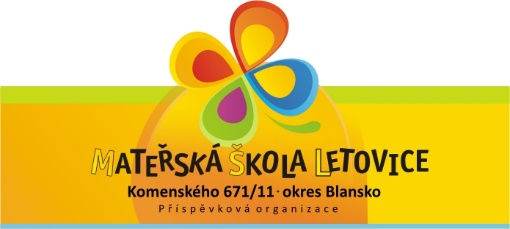 MATEŘSKÁ ŠKOLA LETOVICE
Komenského 671/11 · okres Blansko
Příspěvková organizace